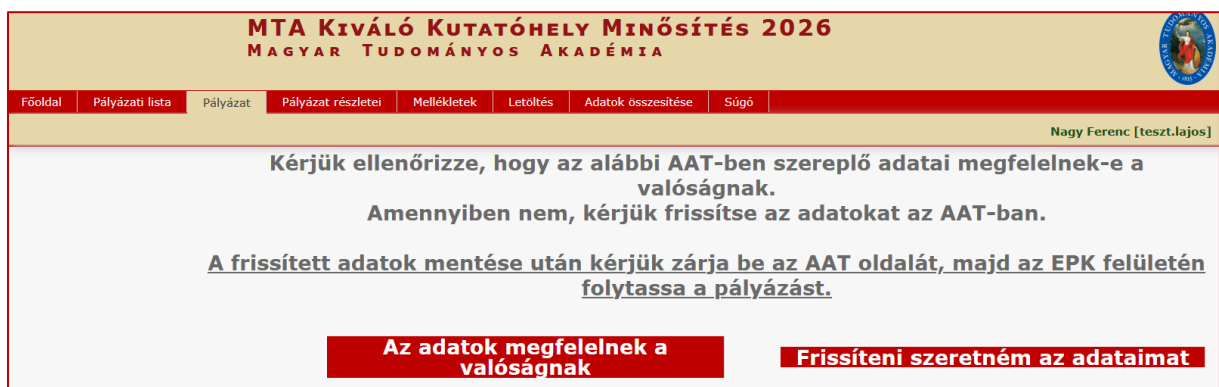 MTA Kiváló Kutatóhely Minősítés 2026
Magyar Tudományos Akadémia
Főoldal Pályázati lista Pályázat Pályázat részletei Mellékletek Letöltés Adatok összesítése Súgó
Nagy Ferenc [teszt.lajos]
Kérjük ellenőrizze, hogy az alábbi AAT-ben szereplő adatai megfelelnek-e a
valóságnak.
Amennyiben nem, kérjük frissítse az adatokat az AAT-ban.
A frissített adatok mentése után kérjük zárja be az AAT oldalát, majd az EPK felületén
folytassa a pályázást.
Az adatok megfelelnek a
valóságnak
Frissíteni szeretném az adataimat